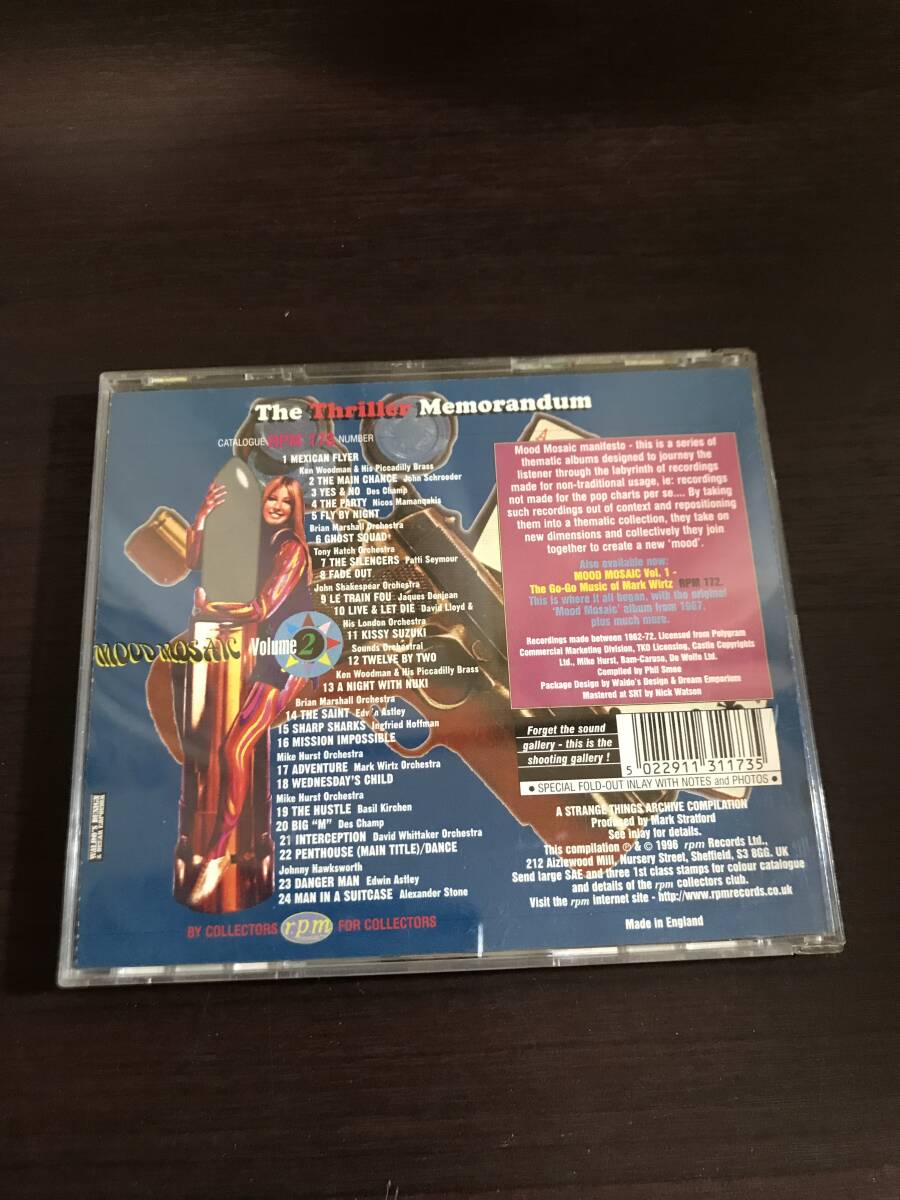 The Thriller Memorandum
CATALOGUE RPM 173 NUMBER
1 MEXICAN FLYER
Ken Woodman & His Piccadilly Brass
2 THE MAIN CHANCE John Schroeder
3 YES & NO Des Champ
4 THE PARTY Nicos Mamangakis
5 FLY BY NIGHT
Brian Marshall Orchestra
6 GHOST SQUAD
Tony Hatch Orchestra
7 THE SILENCERS Patti Seymour
8 FADE OUT
John Shakespear Orchestra
9 LE TRAIN FOU Jaques Denjean
10 LIVE & LET DIE David Lloyd &
His London Orchestra
11 KISSY SUZUKI
Sounds Orchestral
12 TWELVE BY TWO
Ken Woodman & His Piccadilly Brass
13 A NIGHT WITH NUKI
Brian Marshall Orchestra
14 THE SAINT Edwin Astley
15 SHARP SHARKS Ingfried Hoffman
16 MISSION IMPOSSIBLE
Mike Hurst Orchestra
17 ADVENTURE Mark Wirtz Orchestra
18 WEDNESDAY'S CHILD
Mike Hurst Orchestra
19 THE HUSTLE Basil Kirchen
20 BIG "M" Des Champ
21 INTERCEPTION David Whittaker Orchestra
22 PENTHOUSE (MAIN TITLE)/DANCE
Johnny Hawksworth
23 DANGER MAN Edwin Astley
24 MAN IN A SUITCASE Alexander Stone
MOOD MOSAIC Volume 2
WALDO'S DESIGN
& DREAM EMPORIUM
BY COLLECTORS rpm FOR COLLECTORS
Mood Mosaic manifesto - this is a series of
thematic albums designed to journey the
listener through the labyrinth of recordings
made for non-traditional usage, ie: recordings
not made for the pop charts per se.... By taking
such recordings out of context and repositioning
them into a thematic collection, they take on
new dimensions and collectively they join
together to create a new 'mood'.
Also available now:
MOOD MOSAIC Vol. 1 -
The Go-Go Music of Mark Wirtz RPM 172.
This is where it all began, with the original
'Mood Mosaic' album from 1967,
plus much more.
Recordings made between 1962-72. Licensed from Polygram
Commercial Marketing Division, TKO Licensing, Castle Copyrights
Ltd., Mike Hurst, Bam-Caruso, De Wolfe Ltd.
Compiled by Phil Smee
Package Design by Waldo's Design & Dream Emporium
Mastered at SRT by Nick Watson
Forget the sound
gallery - this is the
shooting gallery !
5 022911 311735
• SPECIAL FOLD-OUT INLAY WITH NOTES and PHOTOS •
A STRANGE THINGS ARCHIVE COMPILATION
Produced by Mark Stratford
See inlay for details.
This compilation ℗ & © 1996 rpm Records Ltd.,
212 Aizlewood Mill, Nursery Street, Sheffield, S3 8GG. UK
Send large SAE and three 1st class stamps for colour catalogue
and details of the rpm collectors club.
Visit the rpm internet site - http://www.rpmrecords.co.uk
Made in England